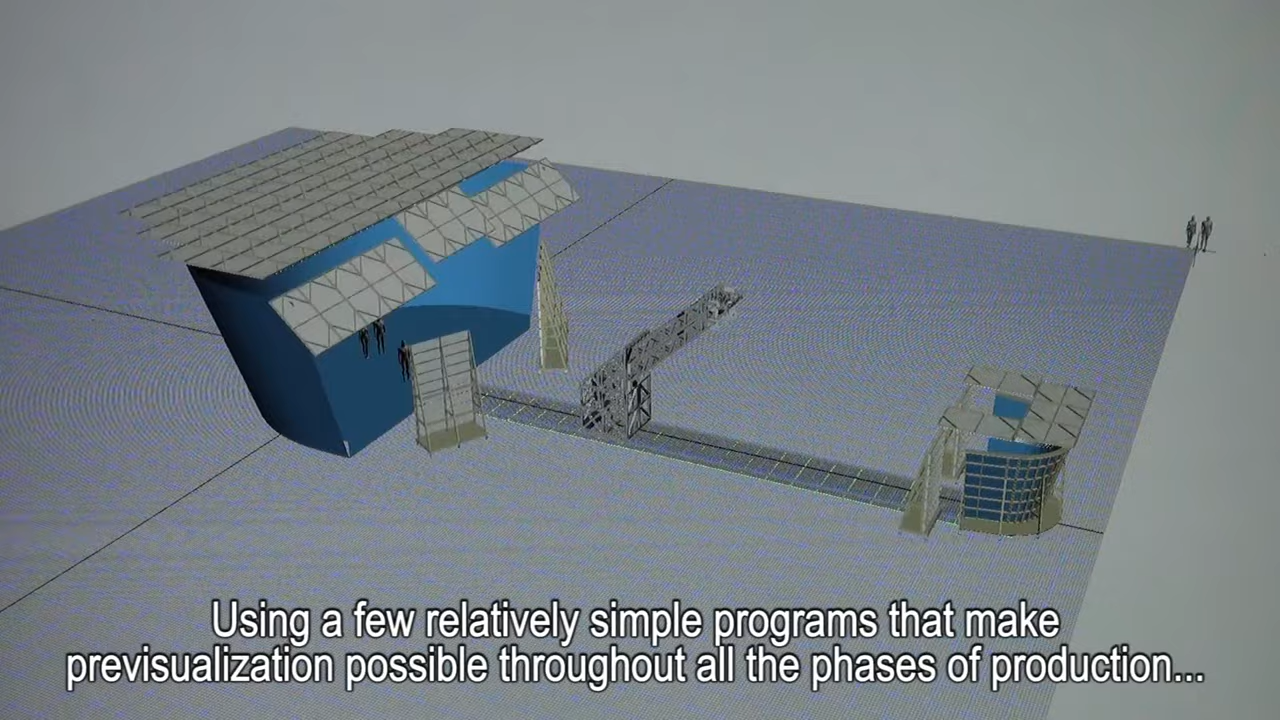 Using a few relatively simple programs that make
previsualization possible throughout all the phases of production...